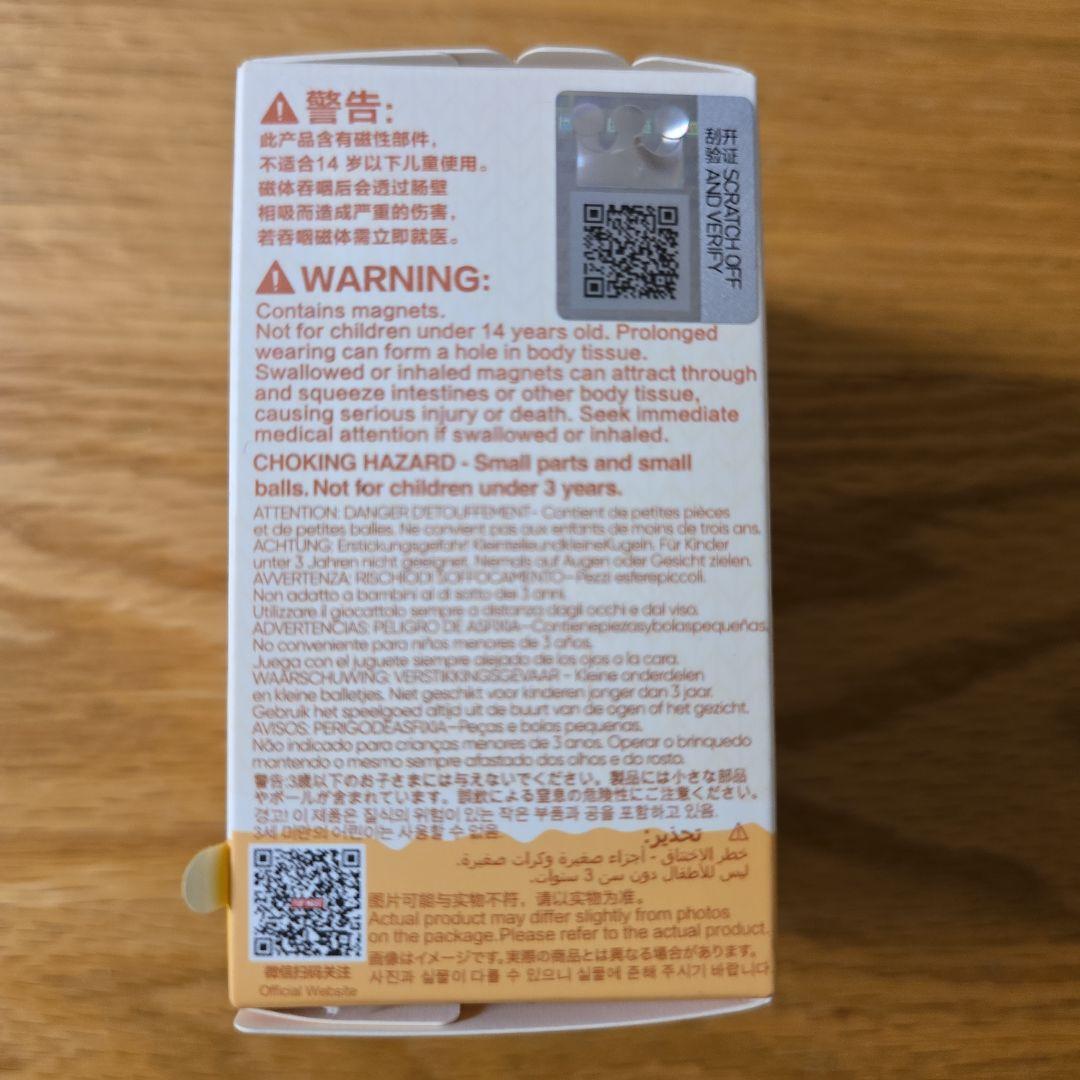 警告:
此产品含有磁性部件，
不适合14 岁以下儿童使用。
磁体吞咽后会透过肠壁
相吸而造成严重的伤害，
若吞咽磁体需立即就医。
开 证 SCRATCH OFF
刮 验 AND VERIFY
WARNING:
Contains magnets.
Not for children under 14 years old. Prolonged
wearing can form a hole in body tissue.
Swallowed or inhaled magnets can attract through
and squeeze intestines or other body tissue,
causing serious injury or death. Seek immediate
medical attention if swallowed or inhaled.
CHOKING HAZARD - Small parts and small
balls. Not for children under 3 years.
ATTENTION: DANGER D'ETOUFFEMENT- Contient de petites pièces
et de petites balles. Ne convient pas aux enfants de moins de trois ans.
ACHTUNG: Erstickungsgefahr! KleinteileundkleineKugeln. Für Kinder
unter 3 Jahren nicht geeignet. Niemals auf Augen oder Gesicht zielen.
AVVERTENZA: RISCHIODI SOFFOCAMENTO—Pezzi esferepiccoli.
Non adatto a bambini al di sotto dei 3 anni.
Utilizzare il giocattolo sempre a distanza dagli occhi e dal viso.
ADVERTENCIAS: PELIGRO DE ASFIXIA—Contienepiezasybolaspequeñas.
No conveniente para niños menores de 3 años.
Juega con el juguete siempre alejado de los ojos o la cara.
WAARSCHUWING: VERSTIKKINGSGEVAAR - Kleine onderdelen
en kleine balletjes. Niet geschikt voor kinderen jonger dan 3 jaar.
Gebruik het speelgoed altijd uit de buurt van de ogen of het gezicht.
AVISOS: PERIGODEASFIXIA—Peças e bolas pequenas.
Não indicado para crianças menores de 3 anos. Operar o brinquedo
mantendo o mesmo sempre afastado dos olhos e do rosto.
警告:3歳以下のお子さまには与えないでください。製品には小さな部品
やボールが含まれています。誤飲による窒息の危険性にご注意ください。
경고! 이 제품은 질식의 위험이 있는 작은 부품과 공을 포함하고 있음.
3세 미만의 어린이는 사용할 수 없음
تحذير:
خطر الاختناق - أجزاء صغيرة وكرات صغيرة.
ليس للأطفال دون سن 3 سنوات.
图片可能与实物不符，请以实物为准。
Actual product may differ slightly from photos
on the package.Please refer to the actual product.
画像はイメージです。実際の商品とは異なる場合があります。
사진과 실물이 다를 수 있으니 실물에 준해 주시기 바랍니다
微信扫码关注
Official Website